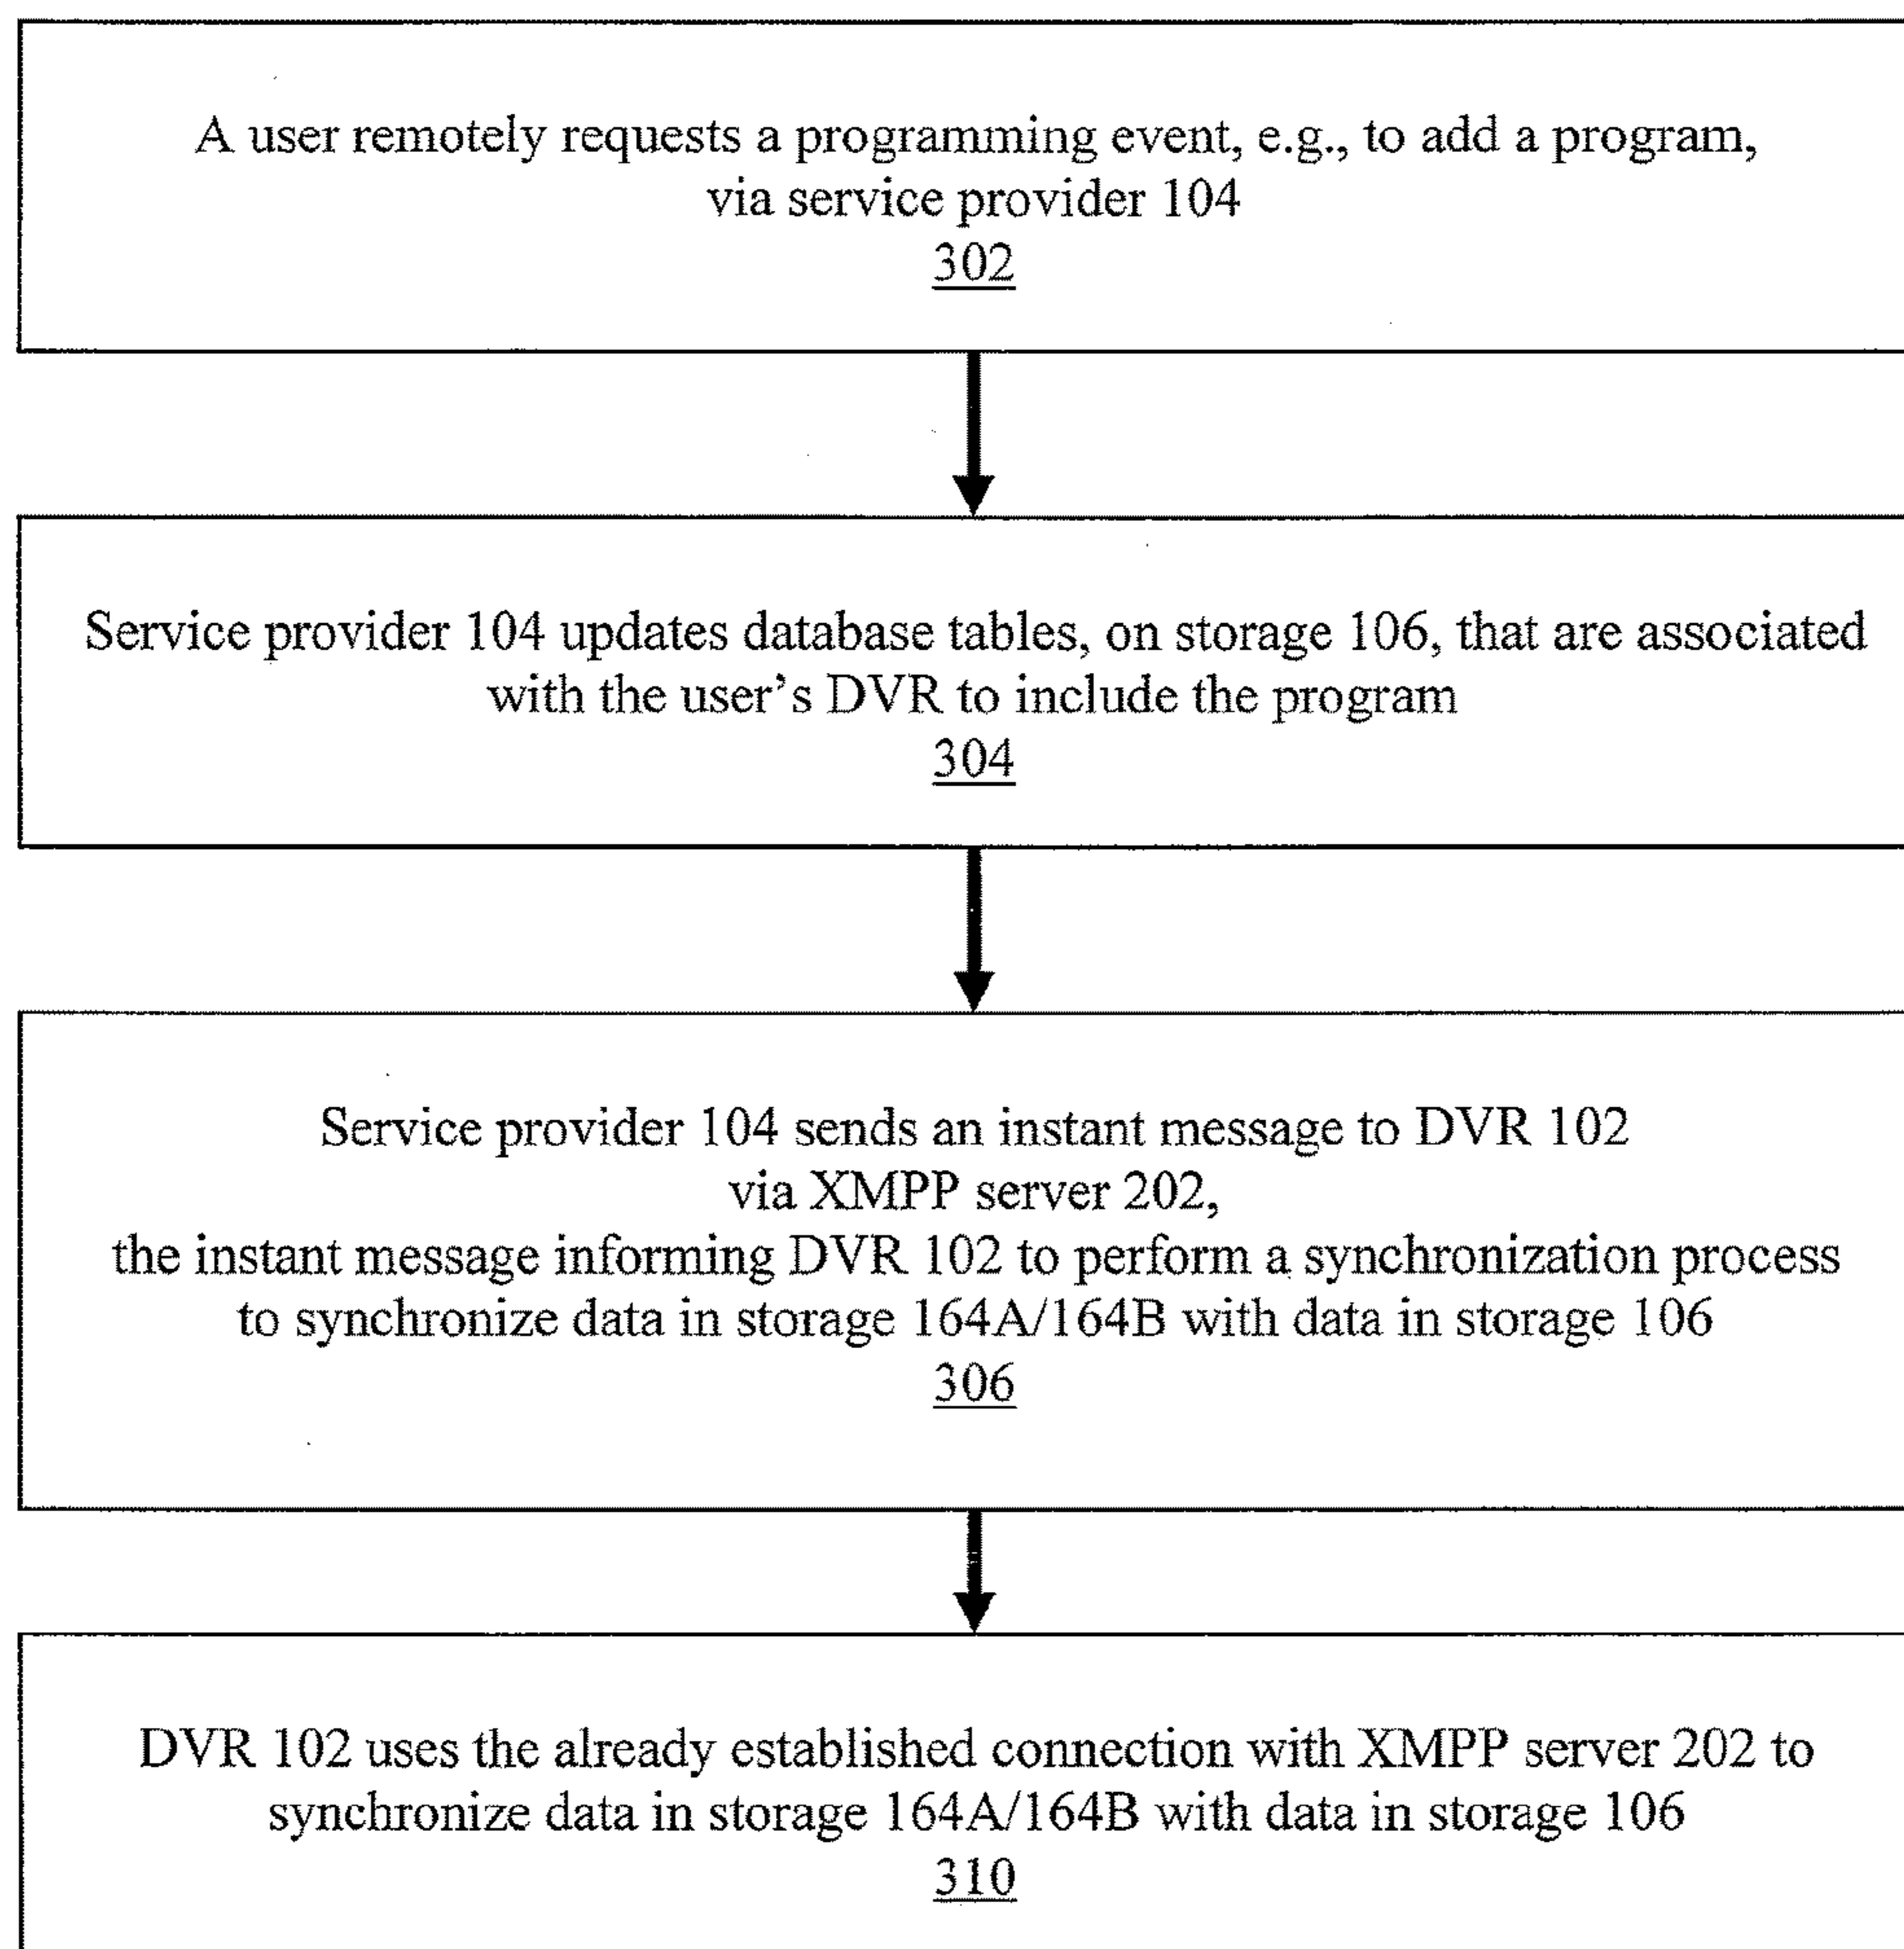 A user remotely requests a programming event, e.g., to add a program,
via service provider 104
302
Service provider 104 updates database tables, on storage 106, that are associated
with the user's DVR to include the program
304
Service provider 104 sends an instant message to DVR 102
via XMPP server 202,
the instant message informing DVR 102 to perform a synchronization process
to synchronize data in storage 164A/164B with data in storage 106
306
DVR 102 uses the already established connection with XMPP server 202 to
synchronize data in storage 164A/164B with data in storage 106
310